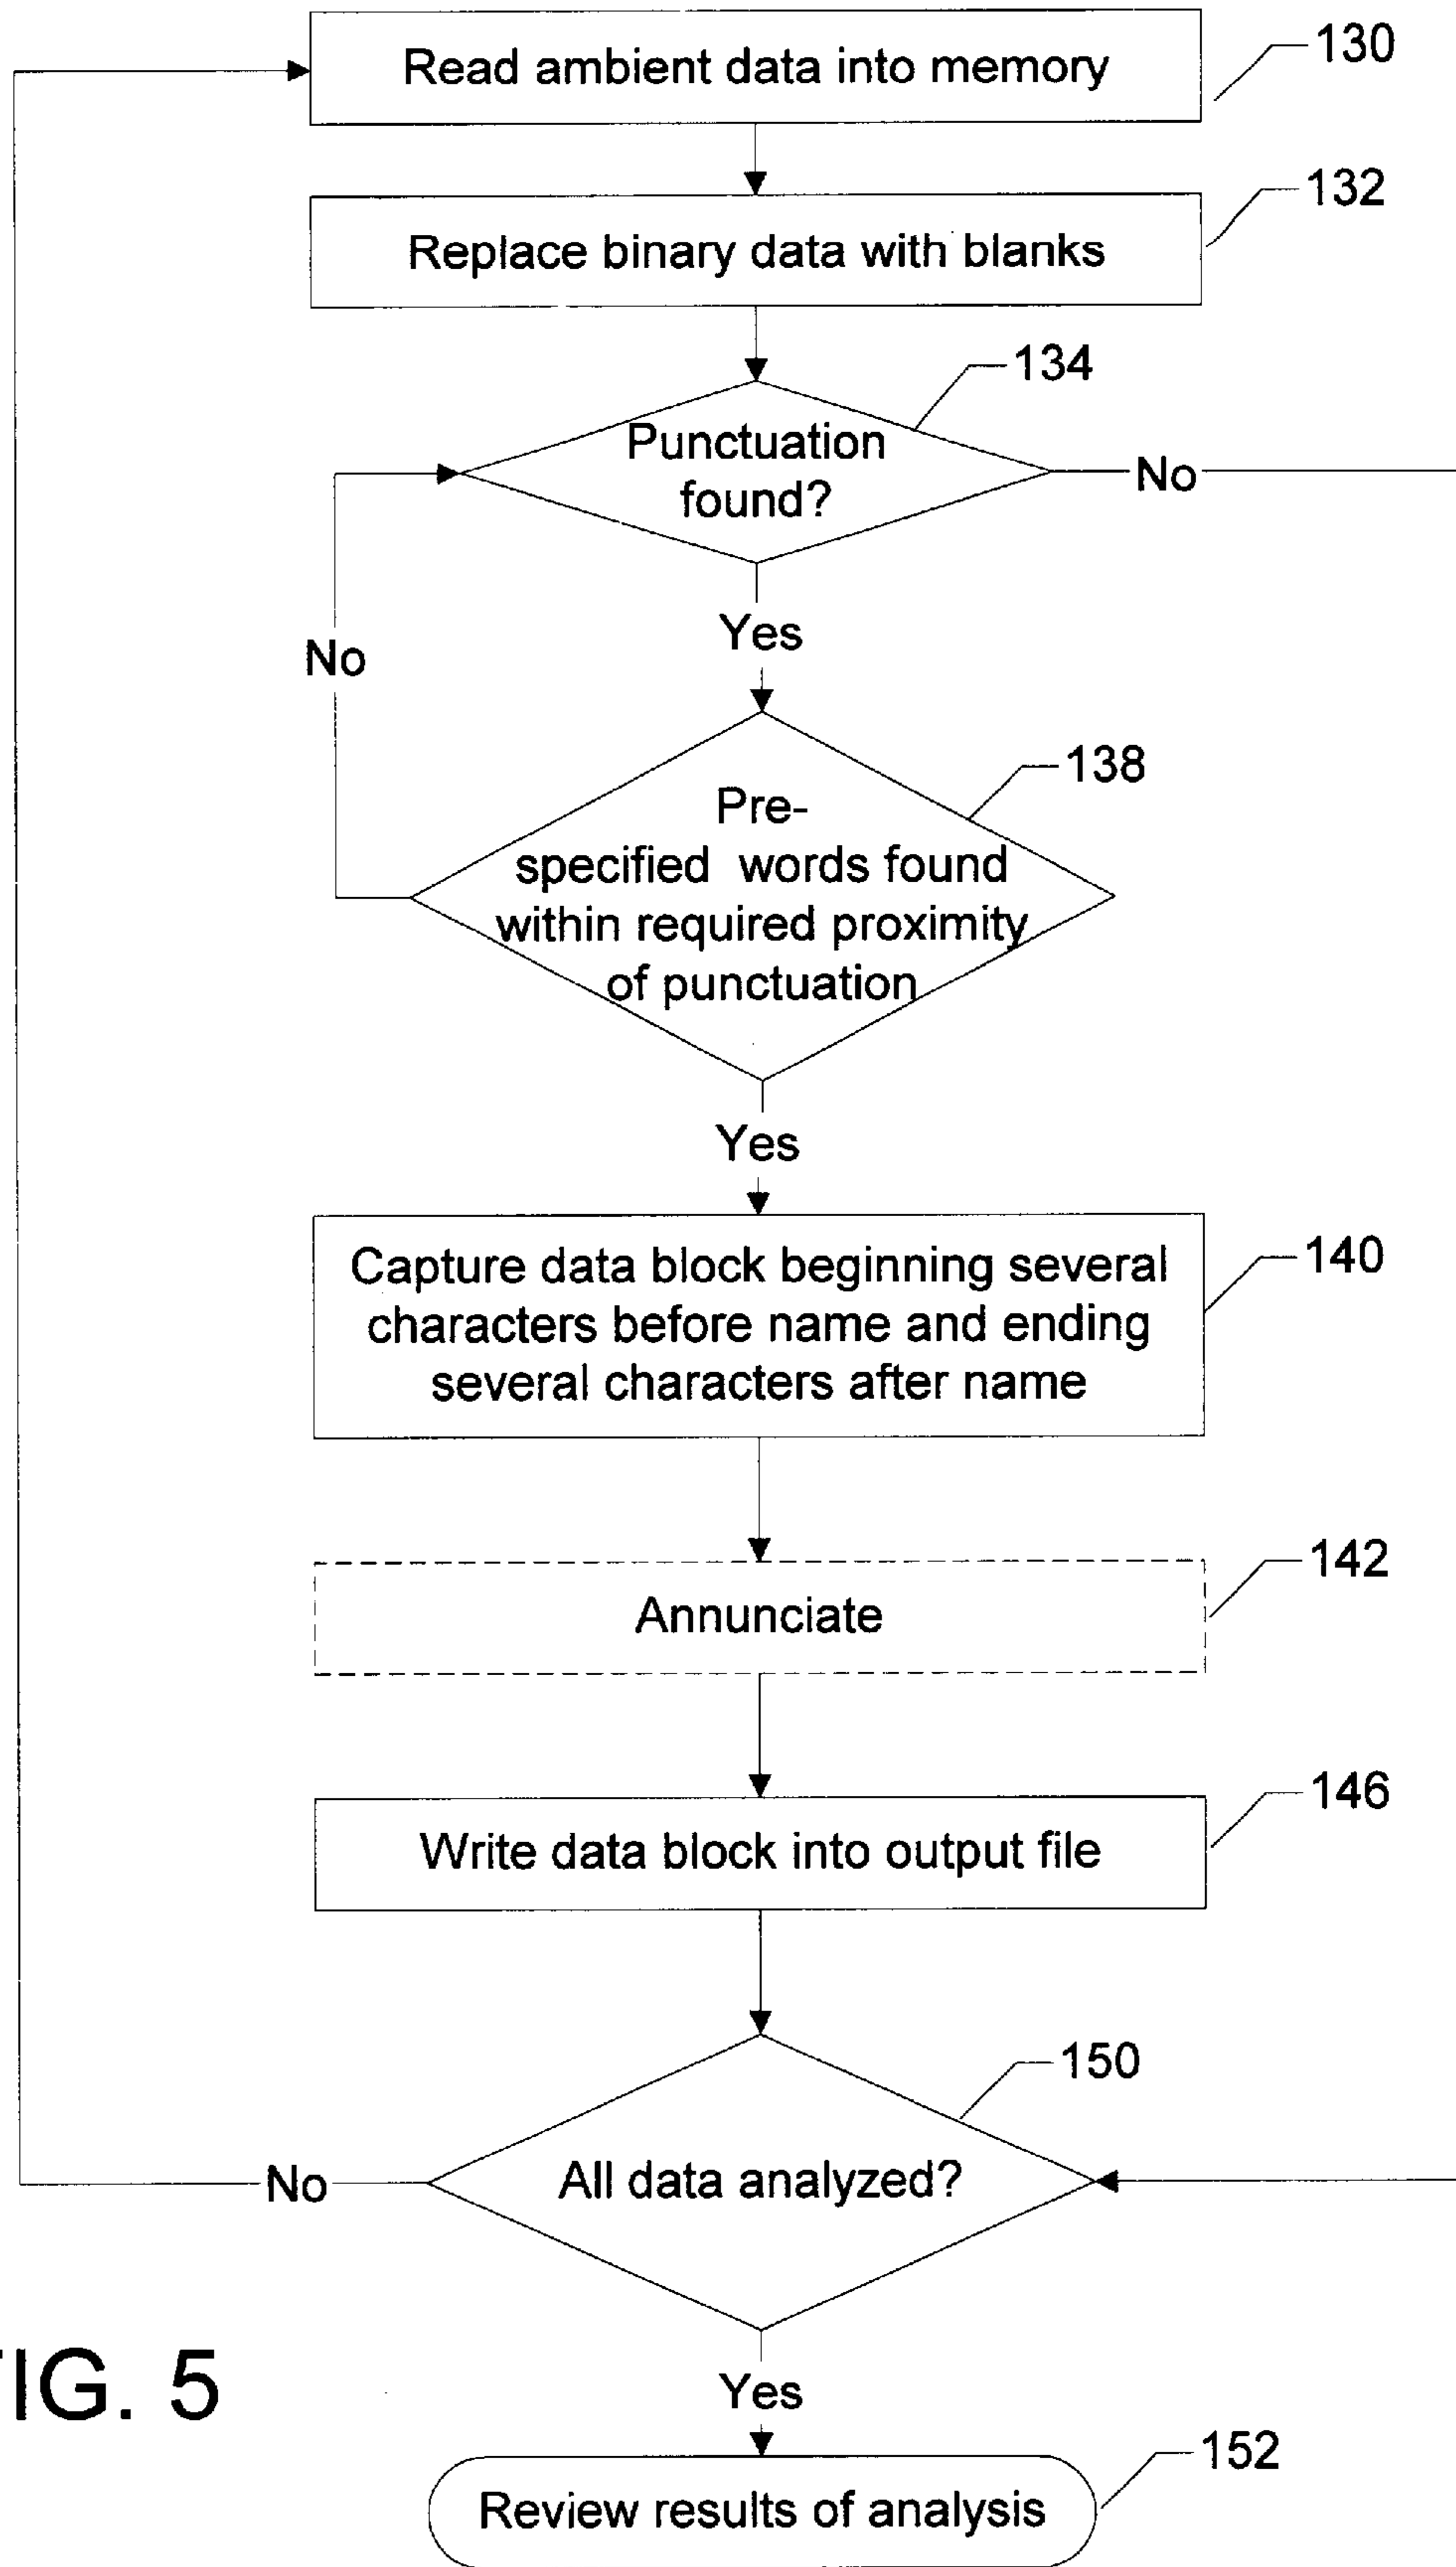 Read ambient data into memory
130
Replace binary data with blanks
132
134
Punctuation
found?
No
Yes
No
138
Pre-
specified words found
within required proximity
of punctuation
Yes
Capture data block beginning several
characters before name and ending
several characters after name
140
142
Annunciate
146
Write data block into output file
150
All data analyzed?
No
Yes
IG. 5
152
Review results of analysis